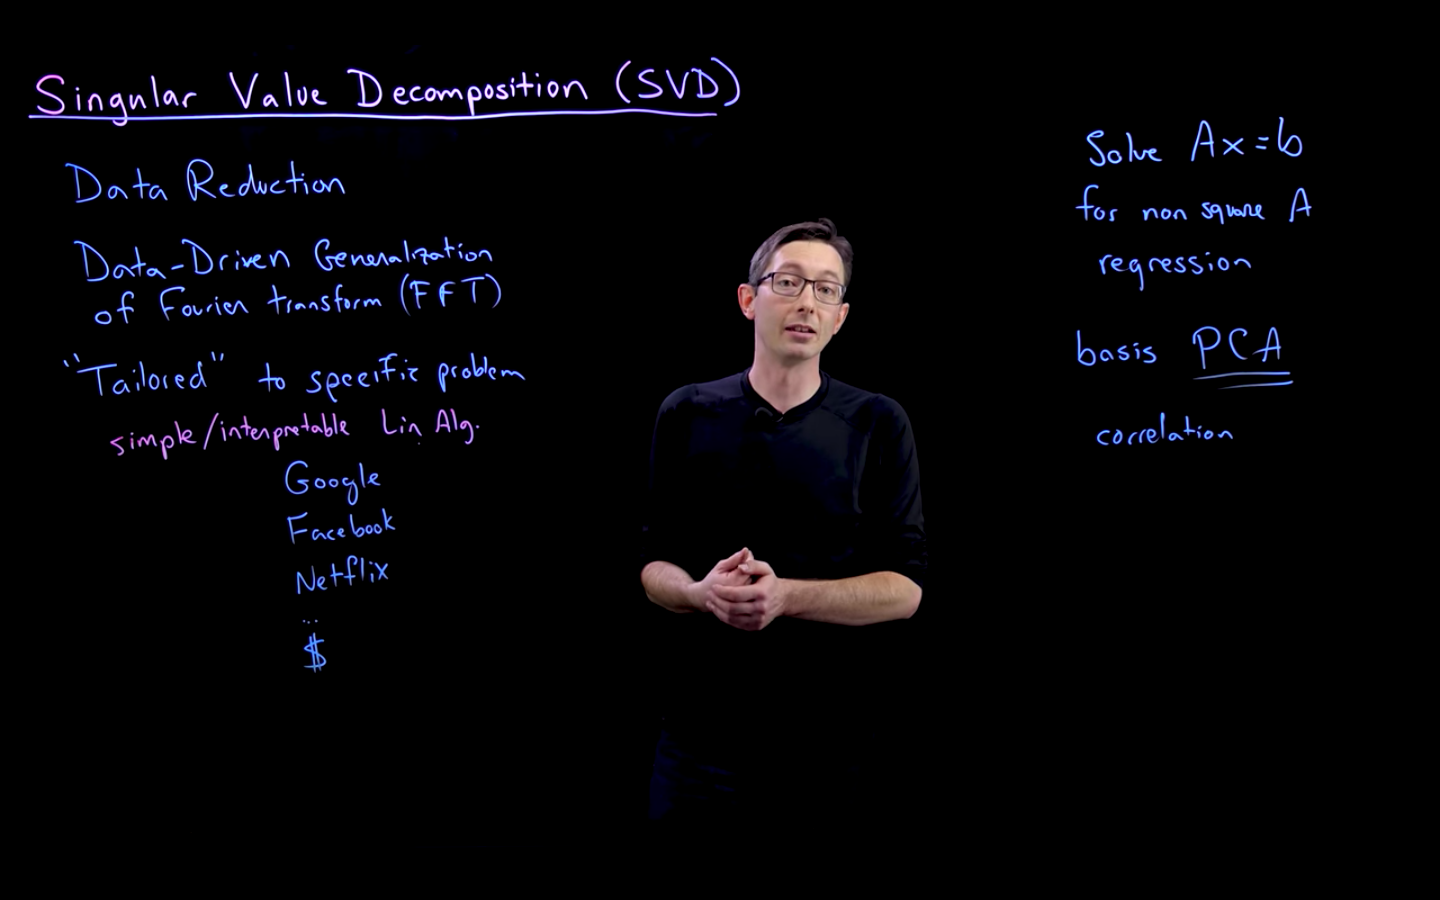 Singular Value Decomposition (SVD)
Data Reduction
Data-Driven Generalization
of Fourier transform (FFT)
"Tailored" to specific problem
simple/interpretable Lin Alg.
Google
Facebook
Netflix
...
$
Solve Ax=b
for non square A
regression
basis PCA
correlation